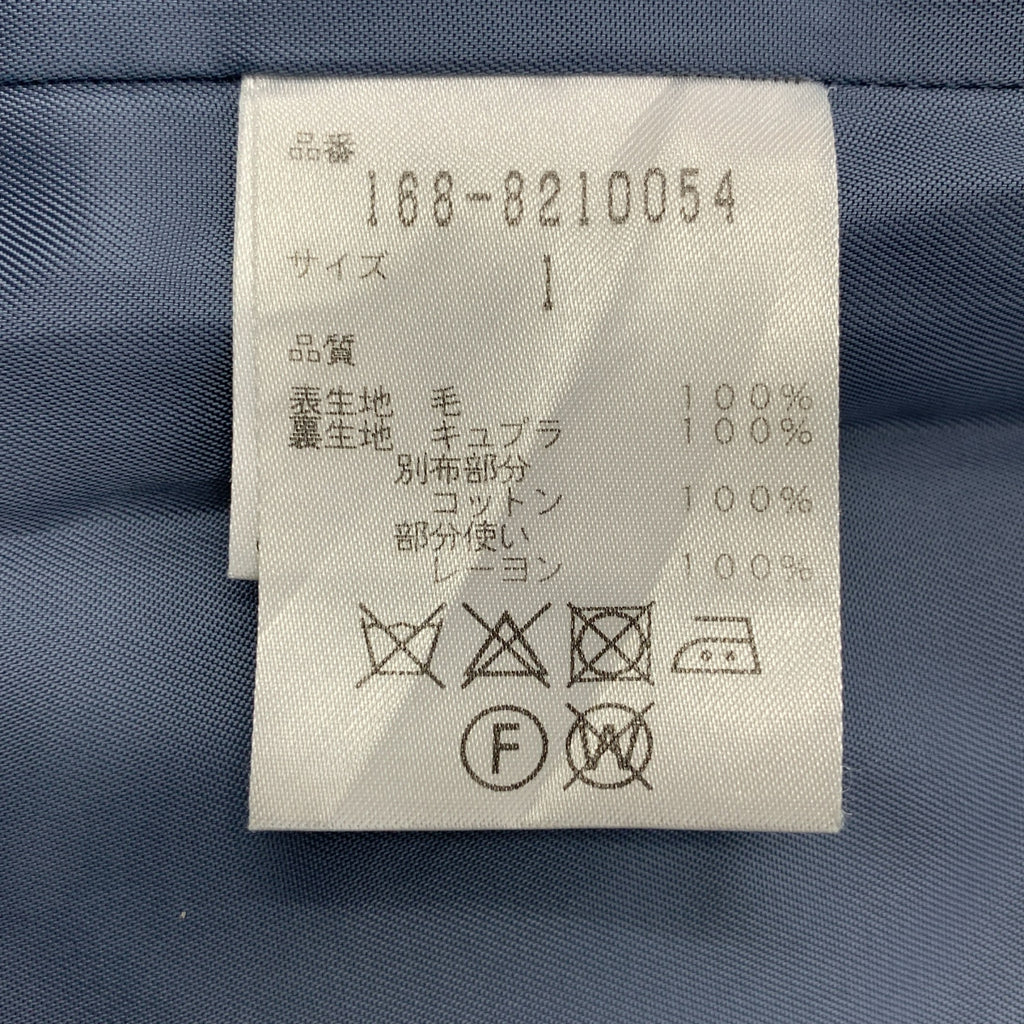 品番
168-8210054
サイズ 1
品質
表生地 毛 100%
裏生地 キュプラ 100%
別布部分
コットン 100%
部分使い
レーヨン 100%
F W